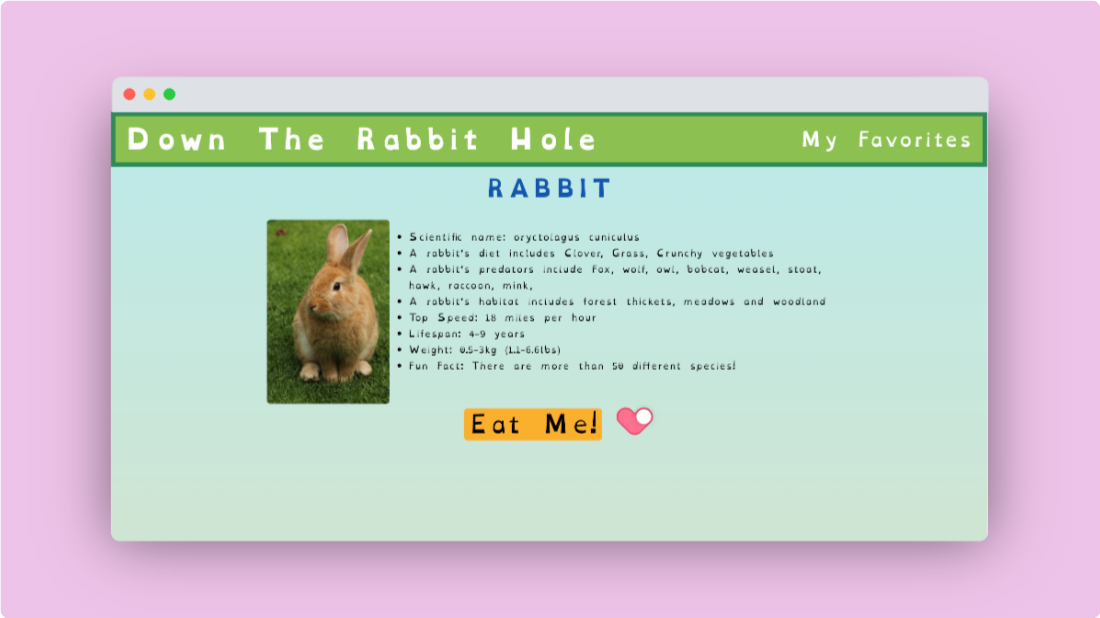 Down The Rabbit Hole
My Favorites
RABBIT
• Scientific name: oryctolagus cuniculus
• A rabbit's diet includes Clover, Grass, Crunchy vegetables
• A rabbit's predators include Fox, wolf, owl, bobcat, weasel, stoat,
hawk, raccoon, mink,
• A rabbit's habitat includes forest thickets, meadows and woodland
• Top Speed: 18 miles per hour
• Lifespan: 4-9 years
• Weight: 0.5-3kg (1.1-6.6lbs)
• Fun Fact: There are more than 50 different species!
Eat Me!